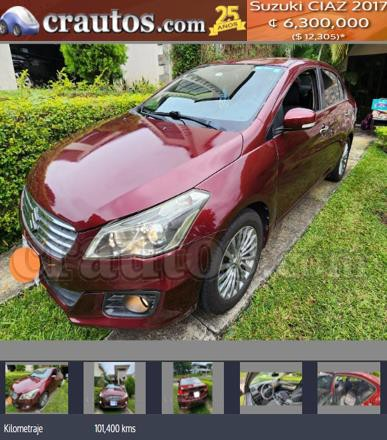 crautos.com
25
AÑOS
Suzuki CIAZ 2017
¢ 6,300,000
($ 12,305)*
crautos.com
Kilometraje 101,400 kms